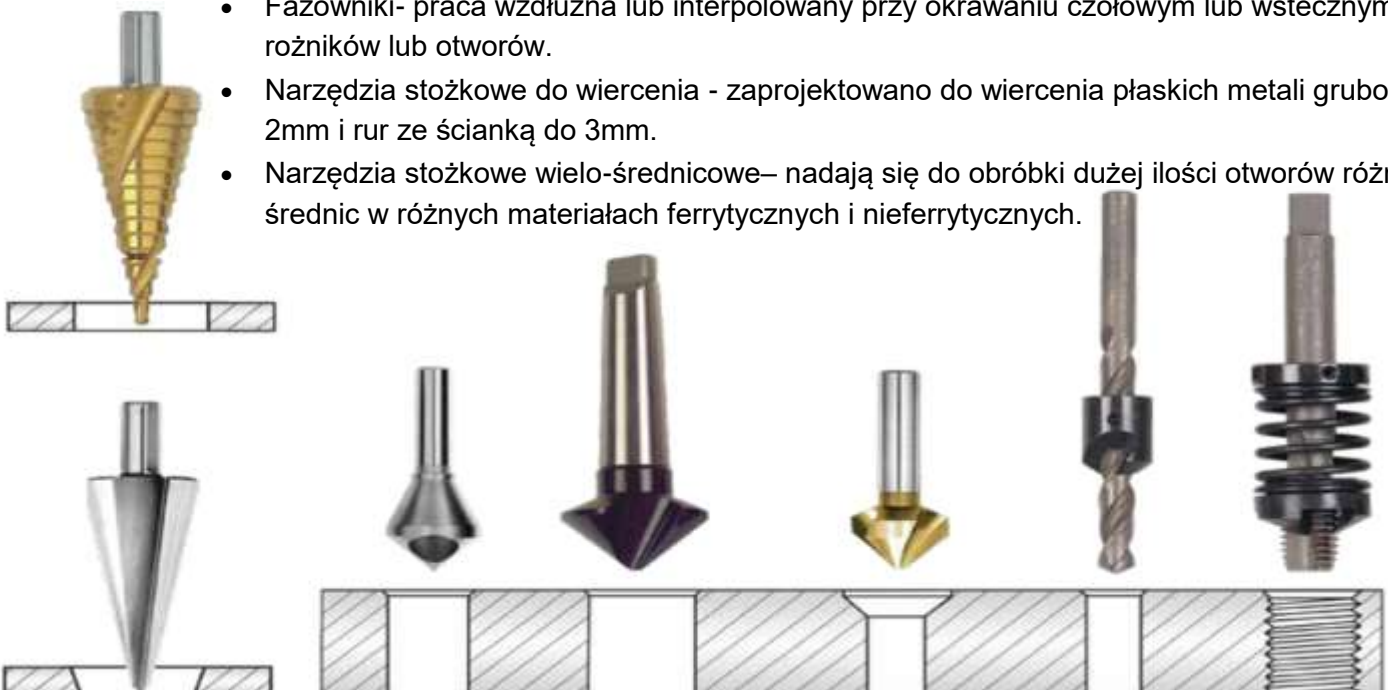 • Fazowniki- praca wzdłużna lub interpolowany przy okrawaniu czołowym lub wstecznym
rożników lub otworów.
• Narzędzia stożkowe do wiercenia - zaprojektowano do wiercenia płaskich metali grubo
2mm i rur ze ścianką do 3mm.
• Narzędzia stożkowe wielo-średnicowe– nadają się do obróbki dużej ilości otworów różn
średnic w różnych materiałach ferrytycznych i nieferrytycznych.